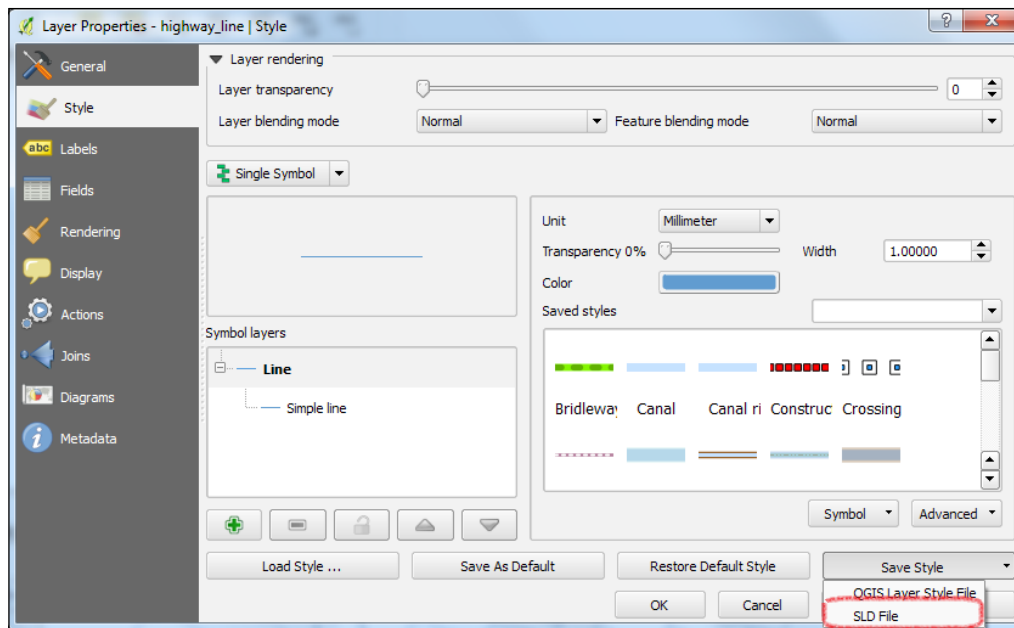 Layer Properties - highway_line | Style
General
Style
abc Labels
Fields
Rendering
Display
Actions
Joins
Diagrams
Metadata
Layer rendering
Layer transparency 0
Layer blending mode Normal Feature blending mode Normal
Single Symbol
Symbol layers
Line
Simple line
Unit Millimeter
Transparency 0% Width 1.00000
Color
Saved styles
Bridleway Canal Canal ri Construc Crossing
Symbol Advanced
Load Style ... Save As Default Restore Default Style Save Style
QGIS Layer Style File
SLD File
OK Cancel